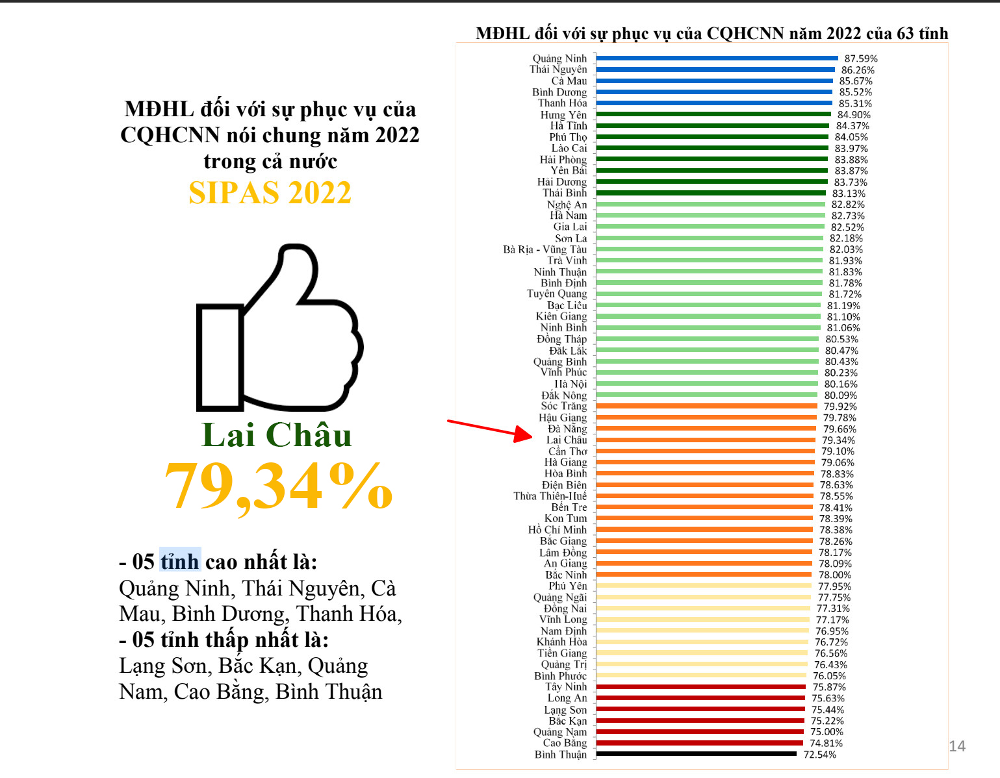 MĐHL đối với sự phục vụ của
CQHCNN nói chung năm 2022
trong cả nước
SIPAS 2022
Lai Châu
79,34%
- 05 tỉnh cao nhất là:
Quảng Ninh, Thái Nguyên, Cà
Mau, Bình Dương, Thanh Hóa,
- 05 tỉnh thấp nhất là:
Lạng Sơn, Bắc Kạn, Quảng
Nam, Cao Bằng, Bình Thuận
MĐHL đối với sự phục vụ của CQHCNN năm 2022 của 63 tỉnh
Quảng Ninh 87.59%
Thái Nguyên 86.26%
Cà Mau 85.67%
Bình Dương 85.52%
Thanh Hóa 85.31%
Hưng Yên 84.90%
Hà Tĩnh 84.37%
Phú Thọ 84.05%
Lào Cai 83.97%
Hải Phòng 83.88%
Yên Bái 83.87%
Hải Dương 83.73%
Thái Bình 83.13%
Nghệ An 82.82%
Hà Nam 82.73%
Gia Lai 82.52%
Sơn La 82.18%
Bà Rịa - Vũng Tàu 82.03%
Trà Vinh 81.93%
Ninh Thuận 81.83%
Bình Định 81.78%
Tuyên Quang 81.72%
Bạc Liêu 81.19%
Kiên Giang 81.10%
Ninh Bình 81.06%
Đồng Tháp 80.53%
Đắk Lắk 80.47%
Quảng Bình 80.43%
Vĩnh Phúc 80.23%
Hà Nội 80.16%
Đắk Nông 80.09%
Sóc Trăng 79.92%
Hậu Giang 79.78%
Đà Nẵng 79.66%
Lai Châu 79.34%
Cần Thơ 79.10%
Hà Giang 79.06%
Hòa Bình 78.83%
Điện Biên 78.63%
Thừa Thiên-Huế 78.55%
Bến Tre 78.41%
Kon Tum 78.39%
Hồ Chí Minh 78.38%
Bắc Giang 78.26%
Lâm Đồng 78.17%
An Giang 78.09%
Bắc Ninh 78.00%
Phú Yên 77.95%
Quảng Ngãi 77.75%
Đồng Nai 77.31%
Vĩnh Long 77.17%
Nam Định 76.95%
Khánh Hòa 76.72%
Tiền Giang 76.56%
Quảng Trị 76.43%
Bình Phước 76.05%
Tây Ninh 75.87%
Long An 75.63%
Lạng Sơn 75.44%
Bắc Kạn 75.22%
Quảng Nam 75.00%
Cao Bằng 74.81%
Bình Thuận 72.54%
14